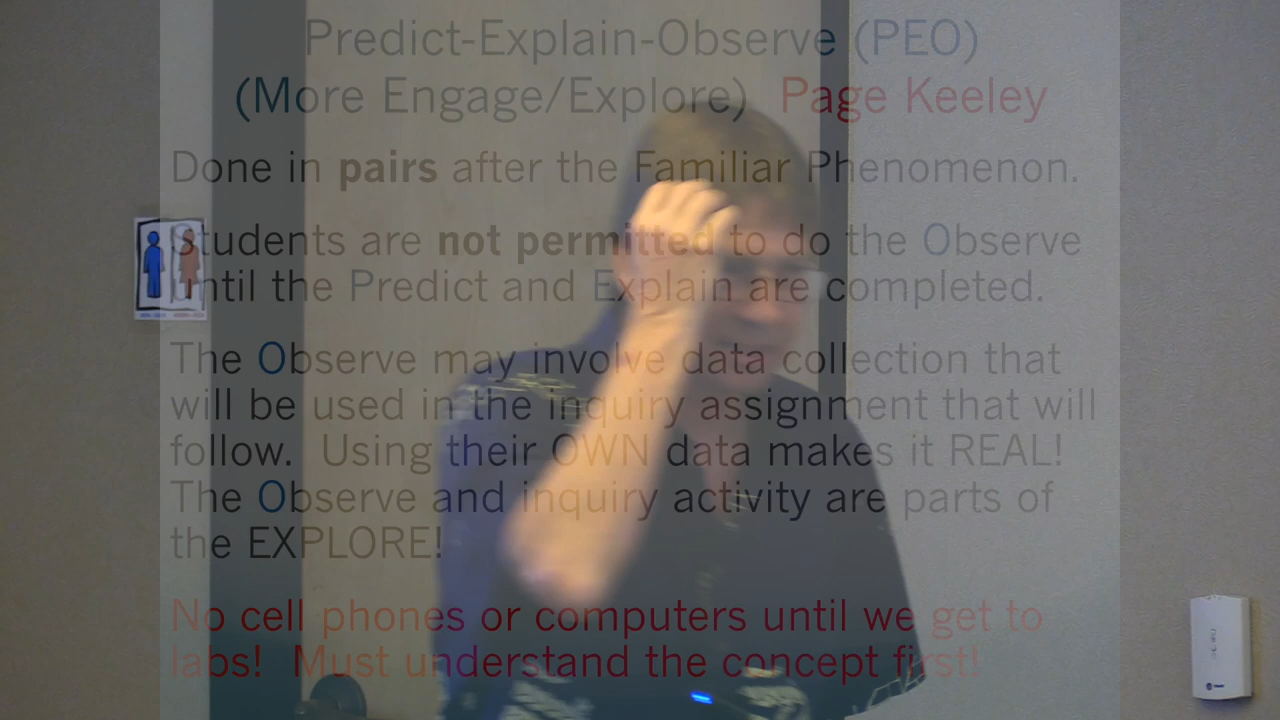 Predict-Explain-Observe (PEO)
(More Engage/Explore) Page Keeley
Done in pairs after the Familiar Phenomenon.
Students are not permitted to do the Observe
until the Predict and Explain are completed.
The Observe may involve data collection that
will be used in the inquiry assignment that will
follow. Using their OWN data makes it REAL!
The Observe and inquiry activity are parts of
the EXPLORE!
No cell phones or computers until we get to
labs! Must understand the concept first!